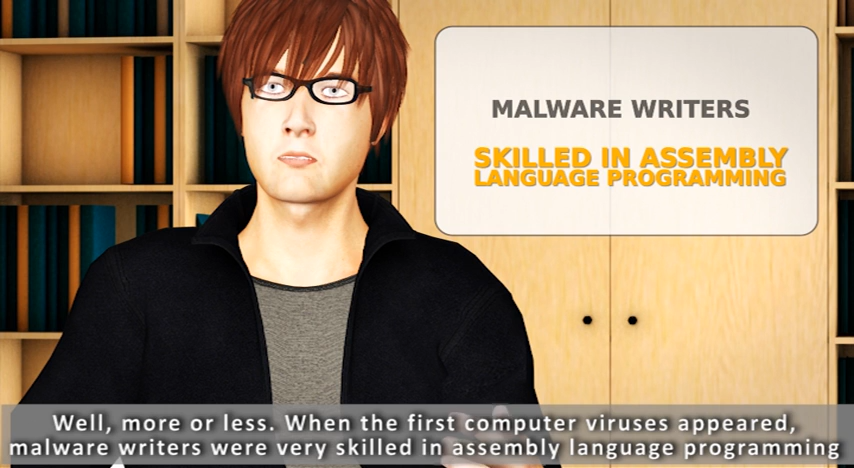 MALWARE WRITERS
SKILLED IN ASSEMBLY
LANGUAGE PROGRAMMING
Well, more or less. When the first computer viruses appeared,
malware writers were very skilled in assembly language programming